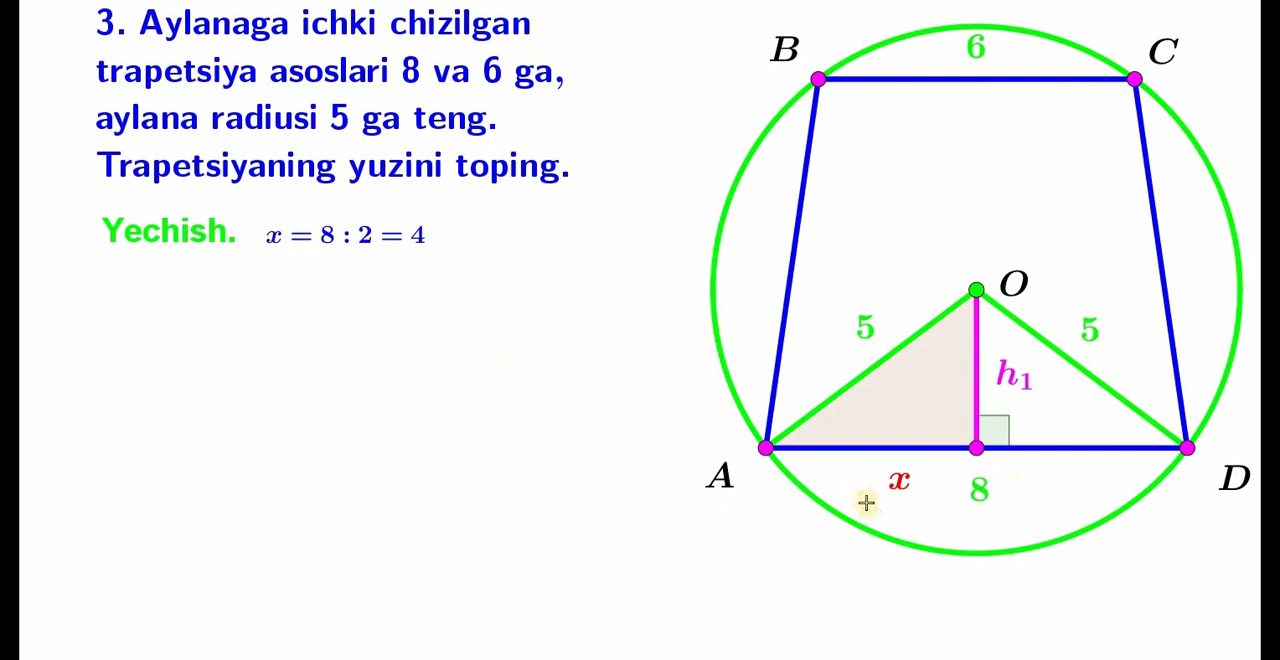 3. Aylanaga ichki chizilgan
trapetsiya asoslari 8 va 6 ga,
aylana radiusi 5 ga teng.
Trapetsiyaning yuzini toping.
Yechish. x = 8 : 2 = 4
B
6
C
O
5
5
h₁
A
x
8
D